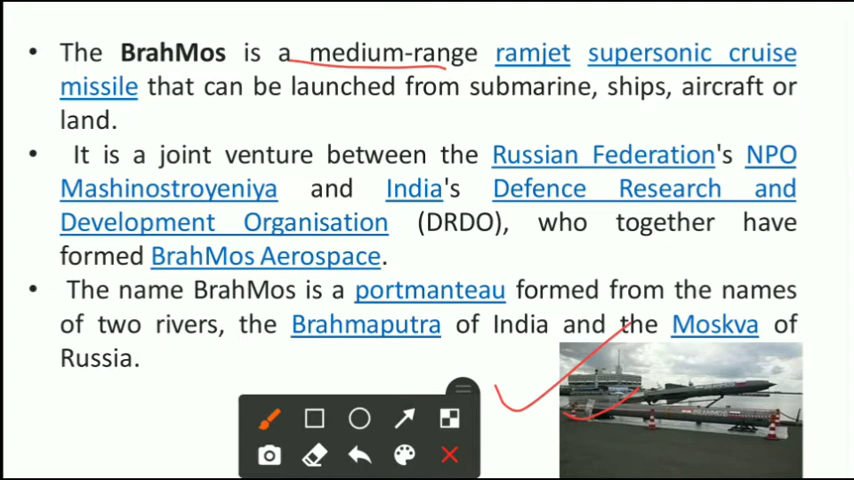 • The BrahMos is a medium-range ramjet supersonic cruise
missile that can be launched from submarine, ships, aircraft or
land.
• It is a joint venture between the Russian Federation's NPO
Mashinostroyeniya and India's Defence Research and
Development Organisation (DRDO), who together have
formed BrahMos Aerospace.
• The name BrahMos is a portmanteau formed from the names
of two rivers, the Brahmaputra of India and the Moskva of
Russia.